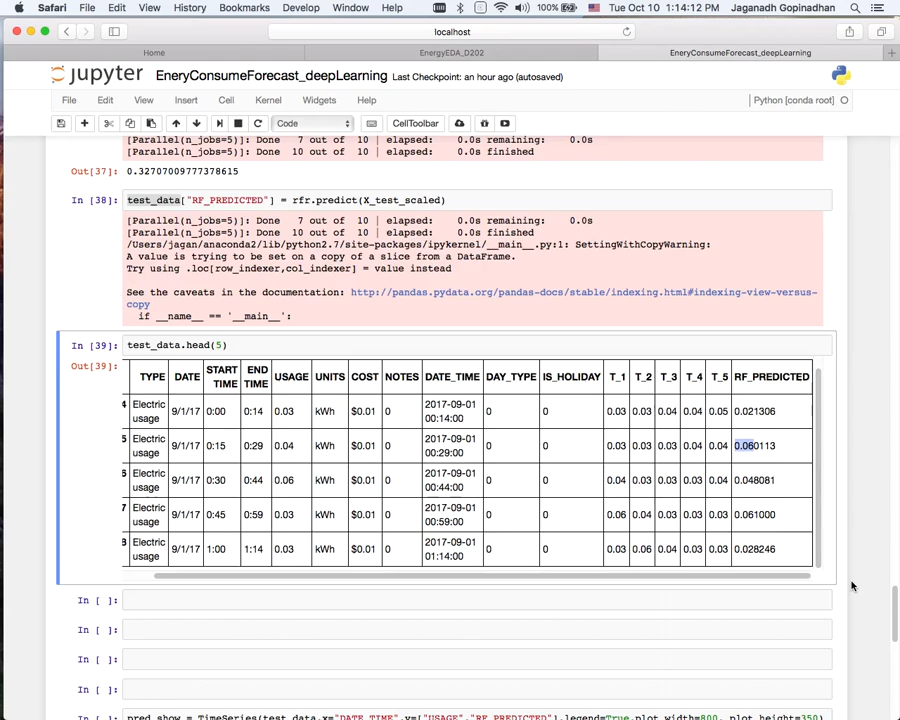 Safari File Edit View History Bookmarks Develop Window Help 100% Tue Oct 10 1:14:12 PM Jaganadh Gopinadhan
localhost
Home EnergyEDA_D202 EneryConsumeForecast_deepLearning
jupyter EneryConsumeForecast_deepLearning Last Checkpoint: an hour ago (autosaved)
File Edit View Insert Cell Kernel Widgets Help Python [conda root]
Code CellToolbar
[Parallel(n_jobs=5)]: Done 7 out of 10 | elapsed: 0.0s remaining: 0.0s
[Parallel(n_jobs=5)]: Done 10 out of 10 | elapsed: 0.0s finished
Out[37]: 0.32707009777378615
In [38]: test_data["RF_PREDICTED"] = rfr.predict(X_test_scaled)
[Parallel(n_jobs=5)]: Done 7 out of 10 | elapsed: 0.0s remaining: 0.0s
[Parallel(n_jobs=5)]: Done 10 out of 10 | elapsed: 0.0s finished
/Users/jagan/anaconda2/lib/python2.7/site-packages/ipykernel/__main__.py:1: SettingWithCopyWarning:
A value is trying to be set on a copy of a slice from a DataFrame.
Try using .loc[row_indexer,col_indexer] = value instead
See the caveats in the documentation: http://pandas.pydata.org/pandas-docs/stable/indexing.html#indexing-view-versus-
copy
if __name__ == '__main__':
In [39]: test_data.head(5)
Out[39]:
TYPE DATE START TIME END TIME USAGE UNITS COST NOTES DATE_TIME DAY_TYPE IS_HOLIDAY T_1 T_2 T_3 T_4 T_5 RF_PREDICTED
4 Electric usage 9/1/17 0:00 0:14 0.03 kWh $0.01 0 2017-09-01 00:14:00 0 0 0.03 0.03 0.04 0.04 0.05 0.021306
5 Electric usage 9/1/17 0:15 0:29 0.04 kWh $0.01 0 2017-09-01 00:29:00 0 0 0.03 0.03 0.03 0.04 0.04 0.060113
6 Electric usage 9/1/17 0:30 0:44 0.06 kWh $0.01 0 2017-09-01 00:44:00 0 0 0.04 0.03 0.03 0.03 0.04 0.048081
7 Electric usage 9/1/17 0:45 0:59 0.03 kWh $0.01 0 2017-09-01 00:59:00 0 0 0.06 0.04 0.03 0.03 0.03 0.061000
8 Electric usage 9/1/17 1:00 1:14 0.03 kWh $0.01 0 2017-09-01 01:14:00 0 0 0.03 0.06 0.04 0.03 0.03 0.028246
In [ ]:
In [ ]:
In [ ]:
In [ ]:
pred_show = TimeSeries(test_data,x="DATE_TIME",y=["USAGE","RF_PREDICTED"],legend=True,plot_width=800, plot_height=350)